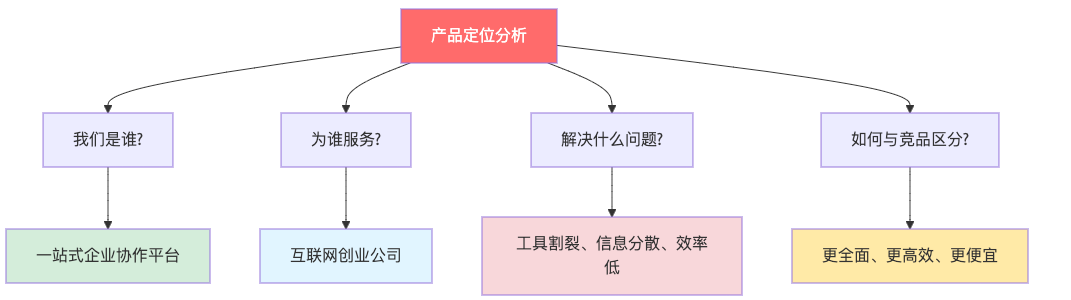 产品定位分析
我们是谁?
为谁服务?
解决什么问题?
如何与竞品区分?
一站式企业协作平台
互联网创业公司
工具割裂、信息分散、效率
低
更全面、更高效、更便宜